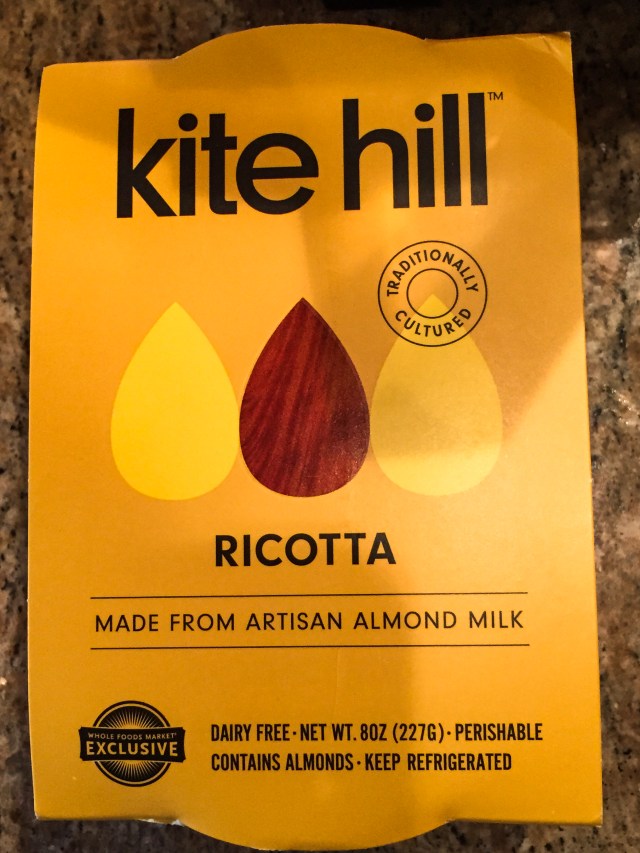 kite hill™
TRADITIONALLY
CULTURED
RICOTTA
MADE FROM ARTISAN ALMOND MILK
WHOLE FOODS MARKET
EXCLUSIVE
DAIRY FREE · NET WT. 8OZ (227G) · PERISHABLE
CONTAINS ALMONDS · KEEP REFRIGERATED